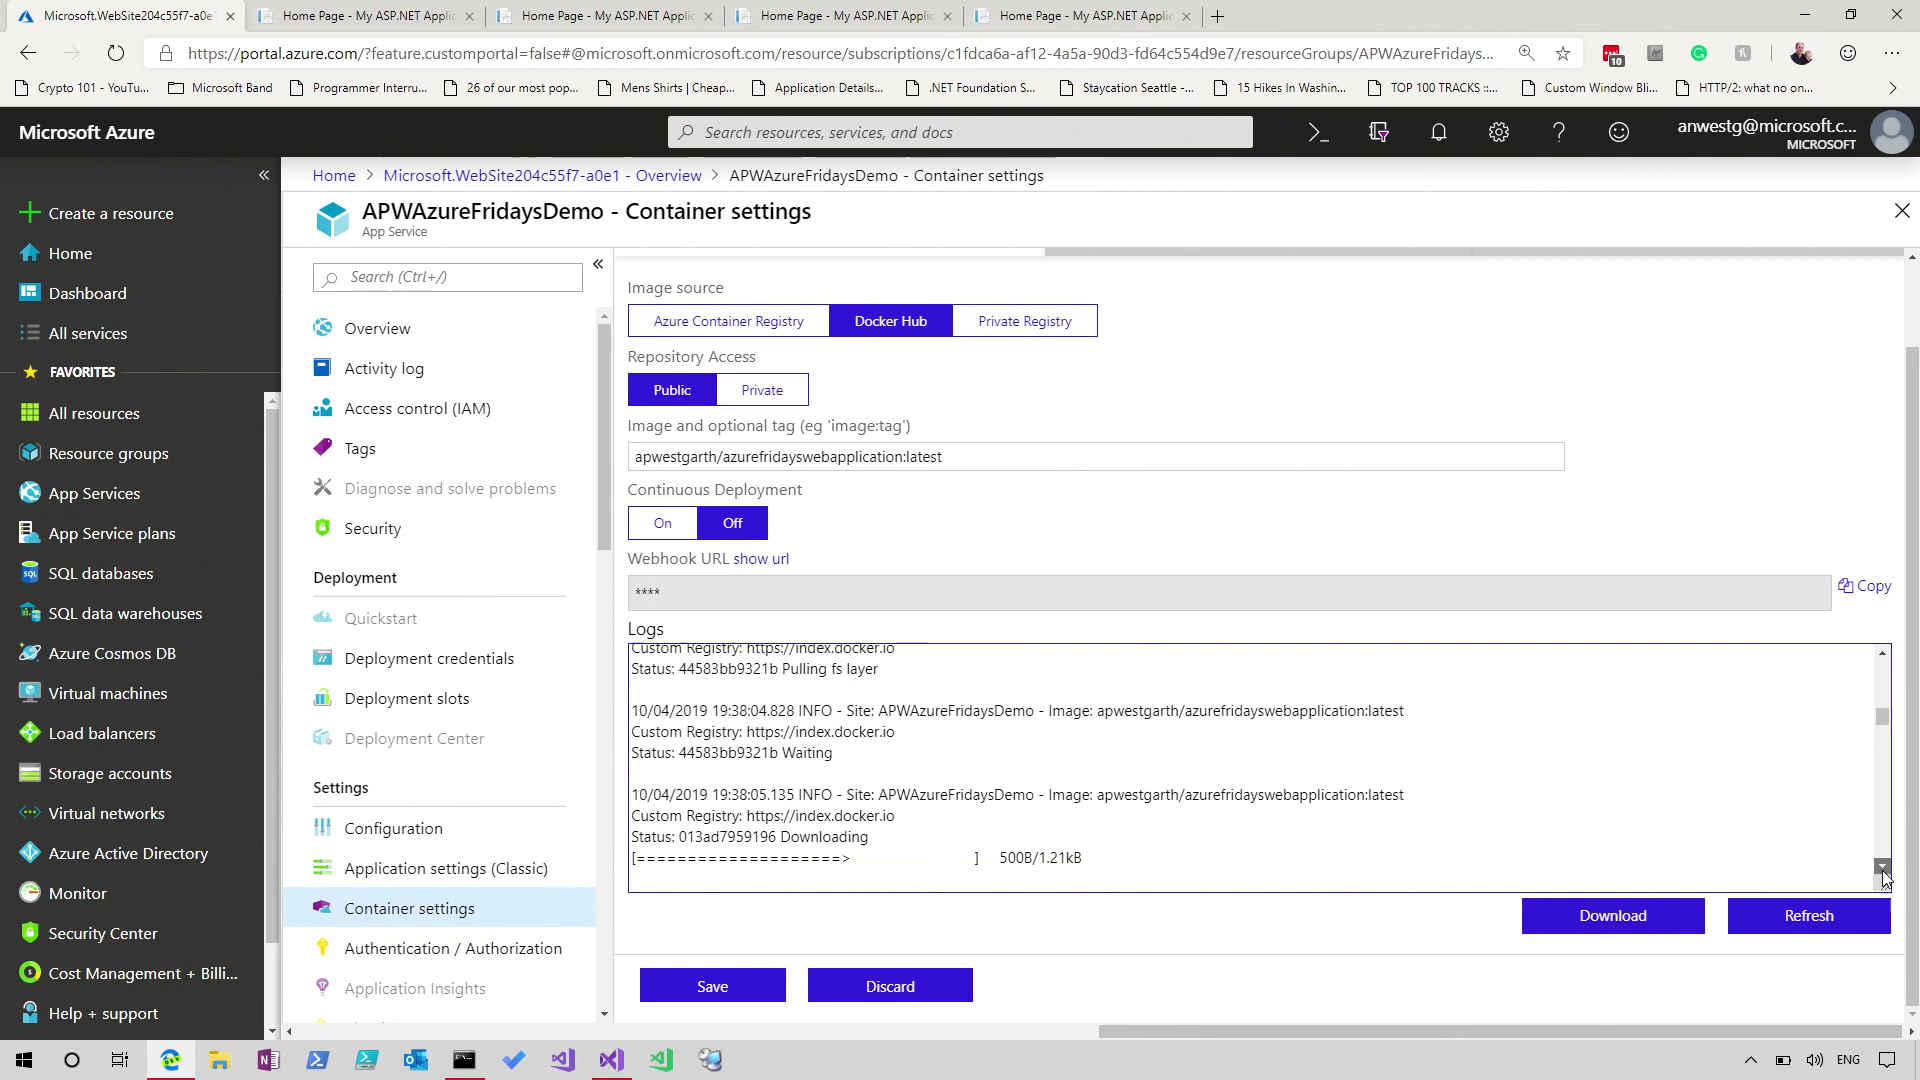 Microsoft.WebSite204c55f7-a0e1
Home Page - My ASP.NET Applic
Home Page - My ASP.NET Applic
Home Page - My ASP.NET Applic
Home Page - My ASP.NET Applic
https://portal.azure.com/?feature.customportal=false#@microsoft.onmicrosoft.com/resource/subscriptions/c1fdca6a-af12-4a5a-90d3-fd64c554d9e7/resourceGroups/APWAzureFridays...
10
Crypto 101 - YouTu...
Microsoft Band
Programmer Interru...
26 of our most pop...
Mens Shirts | Cheap...
Application Details...
.NET Foundation S...
Staycation Seattle -...
15 Hikes In Washin...
TOP 100 TRACKS ::...
Custom Window Bli...
HTTP/2: what no on...
Microsoft Azure
Search resources, services, and docs
anwestg@microsoft.c...
MICROSOFT
Home > Microsoft.WebSite204c55f7-a0e1 - Overview > APWAzureFridaysDemo - Container settings
APWAzureFridaysDemo - Container settings
App Service
Create a resource
Home
Dashboard
All services
FAVORITES
All resources
Resource groups
App Services
App Service plans
SQL databases
SQL data warehouses
Azure Cosmos DB
Virtual machines
Load balancers
Storage accounts
Virtual networks
Azure Active Directory
Monitor
Security Center
Cost Management + Billi...
Help + support
Search (Ctrl+/)
Overview
Activity log
Access control (IAM)
Tags
Diagnose and solve problems
Security
Deployment
Quickstart
Deployment credentials
Deployment slots
Deployment Center
Settings
Configuration
Application settings (Classic)
Container settings
Authentication / Authorization
Application Insights
Image source
Azure Container Registry
Docker Hub
Private Registry
Repository Access
Public
Private
Image and optional tag (eg 'image:tag')
apwestgarth/azurefridayswebapplication:latest
Continuous Deployment
On
Off
Webhook URL show url
****
Copy
Logs
Custom Registry: https://index.docker.io
Status: 44583bb9321b Pulling fs layer
10/04/2019 19:38:04.828 INFO - Site: APWAzureFridaysDemo - Image: apwestgarth/azurefridayswebapplication:latest
Custom Registry: https://index.docker.io
Status: 44583bb9321b Waiting
10/04/2019 19:38:05.135 INFO - Site: APWAzureFridaysDemo - Image: apwestgarth/azurefridayswebapplication:latest
Custom Registry: https://index.docker.io
Status: 013ad7959196 Downloading
[====================> ] 500B/1.21kB
Download
Refresh
Save
Discard
ENG